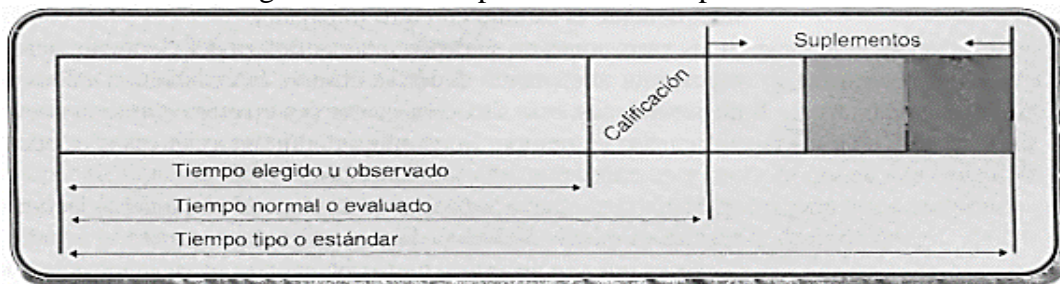 Suplementos
Calificación
Tiempo elegido u observado
Tiempo normal o evaluado
Tiempo tipo o estándar